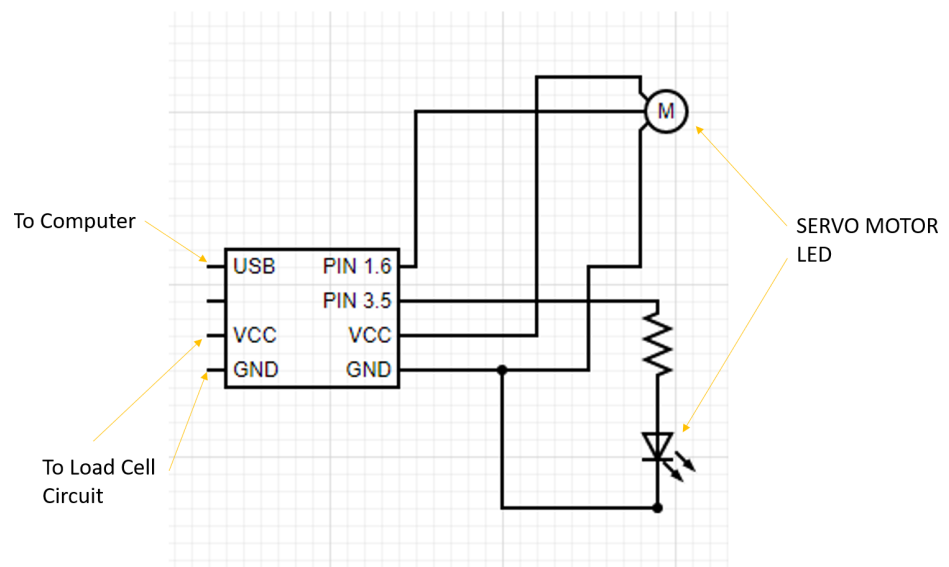 M
To Computer
SERVO MOTOR
LED
USB PIN 1.6
PIN 3.5
VCC VCC
GND GND
To Load Cell
Circuit